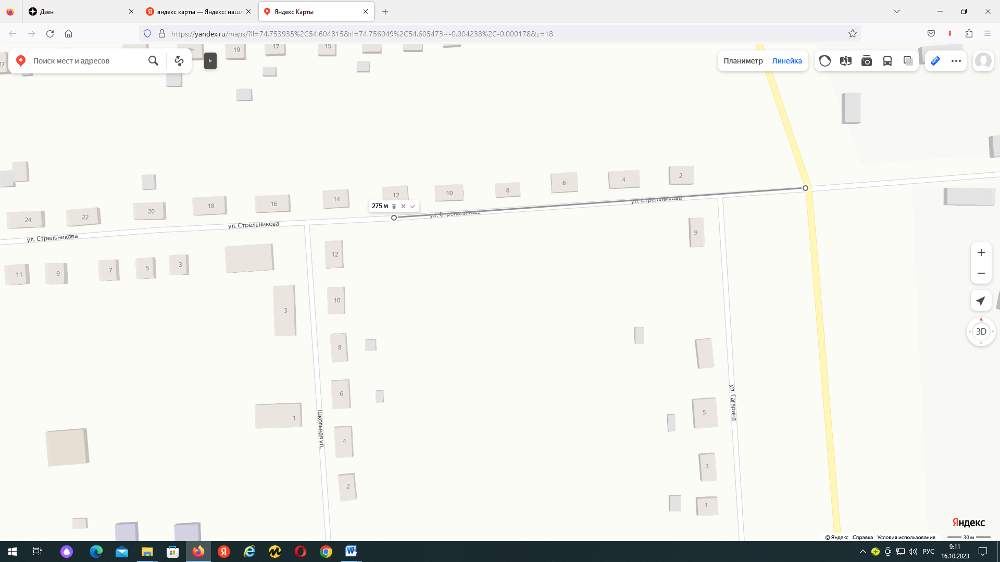 Дзен
яндекс карты — Яндекс: нашл
Яндекс Карты
https://yandex.ru/maps/?ll=74.753935%2C54.604815&rl=74.756049%2C54.605473~-0.004238%2C-0.000178&z=18
27
21
19
17
15
Поиск мест и адресов
Планиметр
Линейка
2
4
6
8
10
12
14
16
18
20
22
24
275 м
ул. Стрельникова
ул. Стрельникова
ул. Стрельникова
ул. Стрельникова
11
9
7
5
3
12
10
3
8
6
1
4
2
Школьная ул.
9
ул. Гагарина
5
3
1
3D
Яндекс
© Яндекс Справка Условия использования
30 м
РУС
9:11
16.10.2023